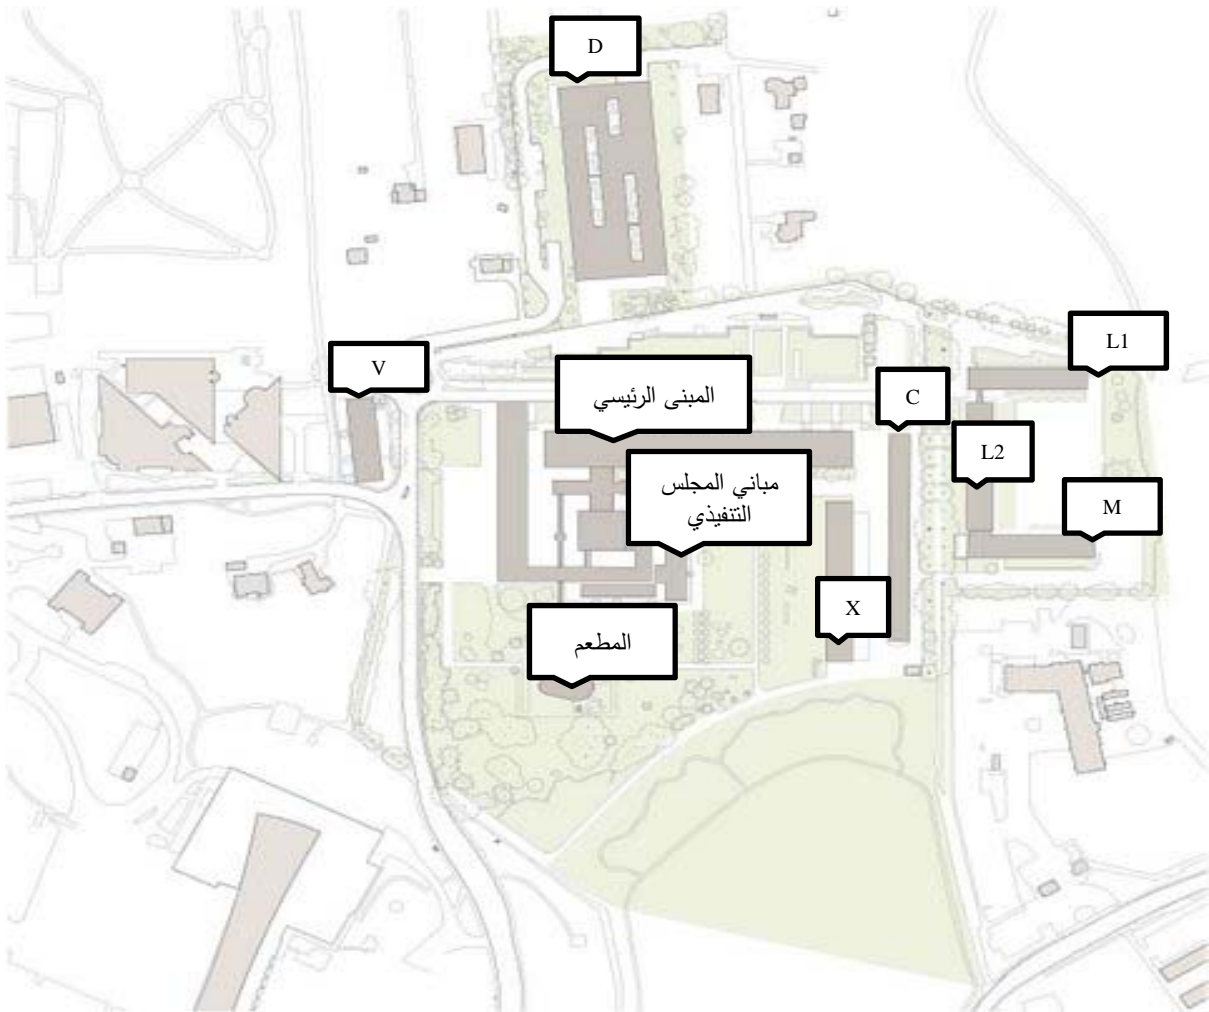 D
V
L1
المبنى الرئيسي
C
L2
مباني المجلس
التنفيذي
M
X
المطعم